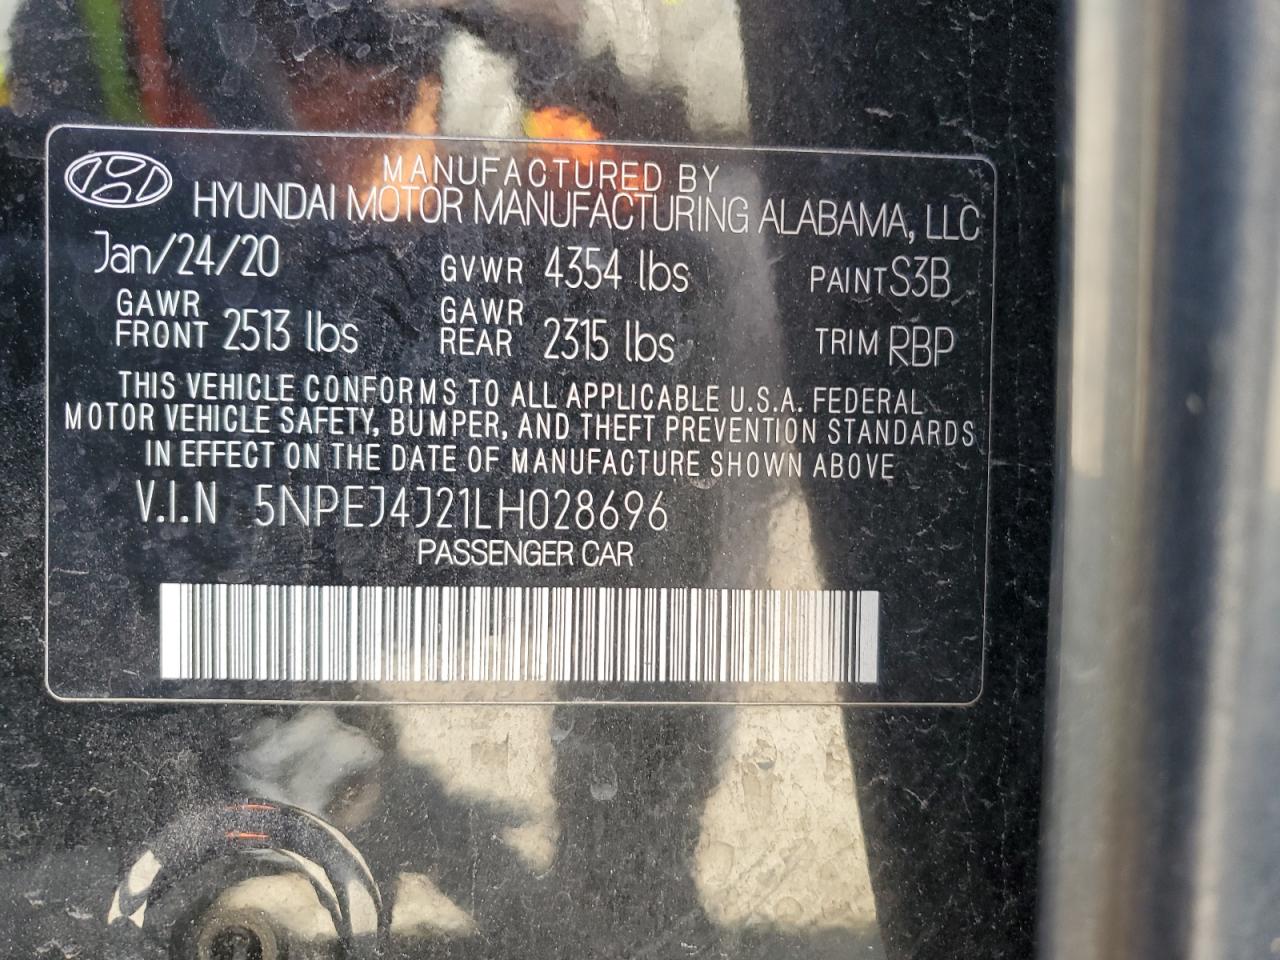 MANUFACTURED BY
HYUNDAI MOTOR MANUFACTURING ALABAMA, LLC
Jan/24/20 GVWR 4354 lbs PAINT S3B
GAWR FRONT 2513 lbs GAWR REAR 2315 lbs TRIM RBP
THIS VEHICLE CONFORMS TO ALL APPLICABLE U.S.A. FEDERAL
MOTOR VEHICLE SAFETY, BUMPER, AND THEFT PREVENTION STANDARDS
IN EFFECT ON THE DATE OF MANUFACTURE SHOWN ABOVE
V.I.N 5NPEJ4J21LH028696
PASSENGER CAR